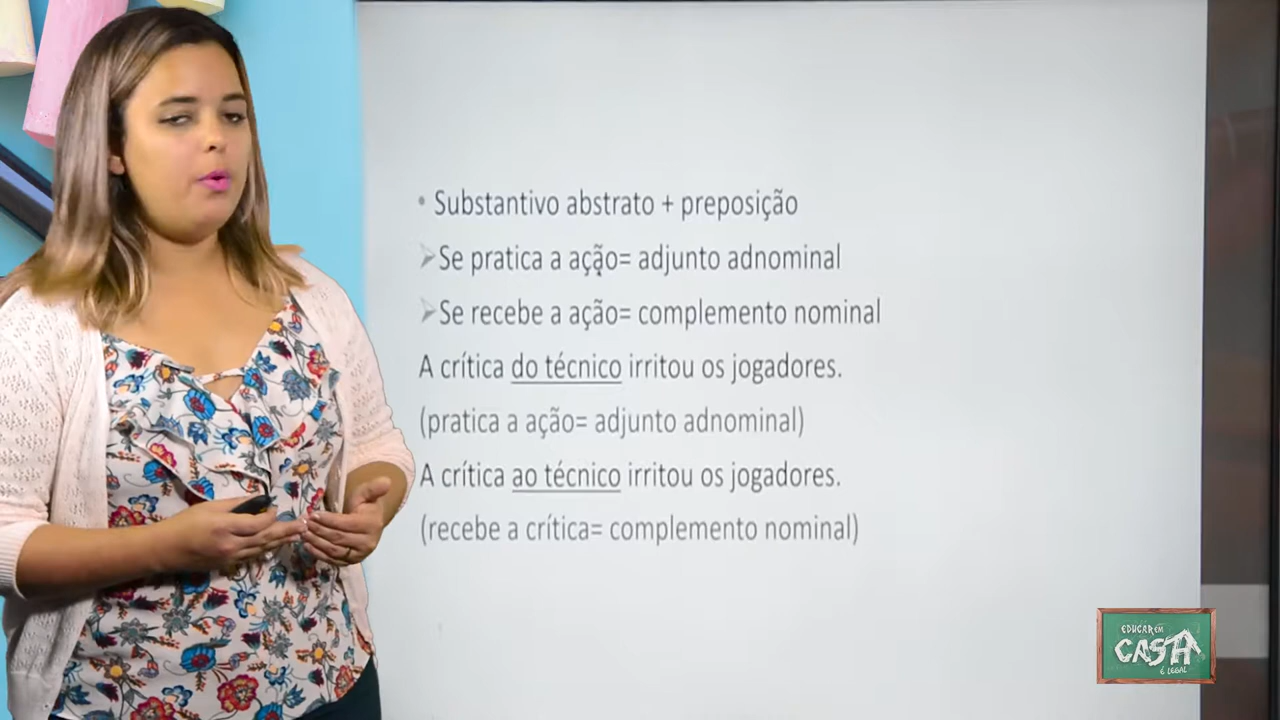 • Substantivo abstrato + preposição
➢Se pratica a ação= adjunto adnominal
➢Se recebe a ação= complemento nominal
A crítica do técnico irritou os jogadores.
(pratica a ação= adjunto adnominal)
A crítica ao técnico irritou os jogadores.
(recebe a crítica= complemento nominal)
EDUCAR EM
CASA
É LEGAL